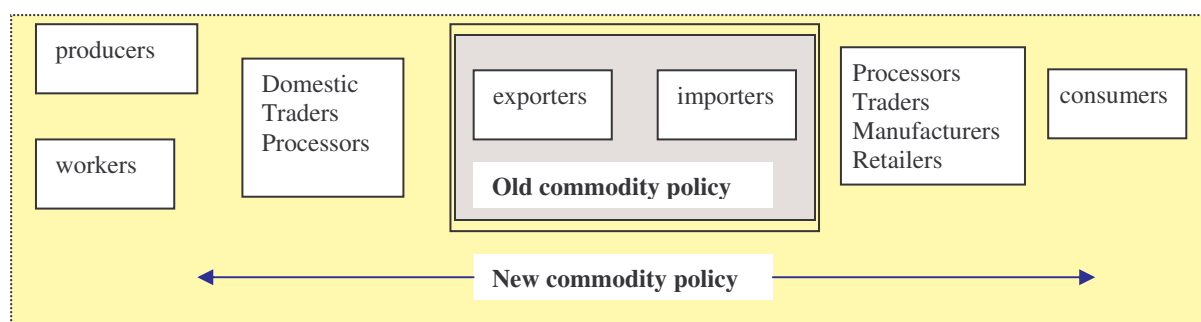 producers
workers
Domestic
Traders
Processors
exporters
importers
Old commodity policy
Processors
Traders
Manufacturers
Retailers
consumers
New commodity policy